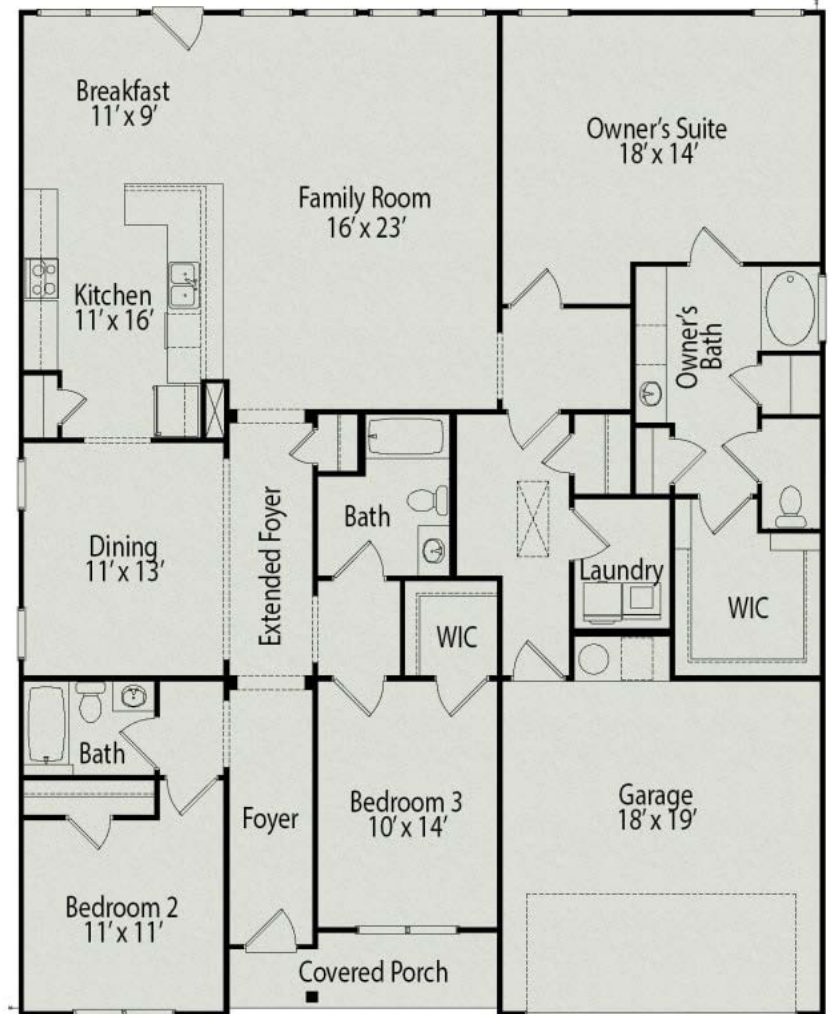 Breakfast
11' x 9'
Owner's Suite
18' x 14'
Family Room
16' x 23'
Kitchen
11' x 16'
Owner's
Bath
Dining
11' x 13'
Extended Foyer
Bath
Laundry
WIC
WIC
Bath
Foyer
Bedroom 3
10' x 14'
Garage
18' x 19'
Bedroom 2
11' x 11'
Covered Porch